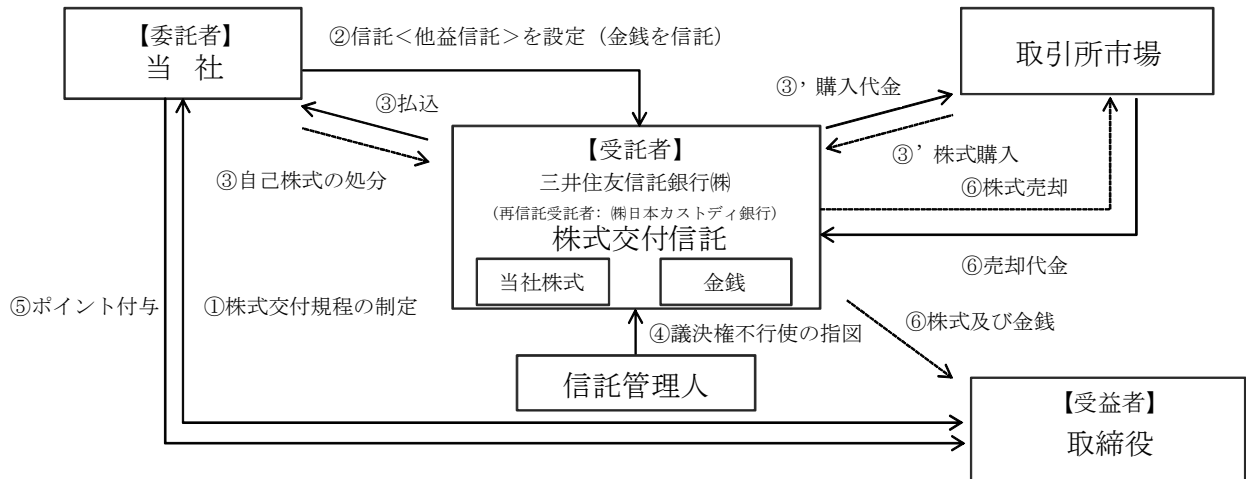 【委託者】
当 社
②信託<他益信託>を設定(金銭を信託)
取引所市場
③払込
③’購入代金
③自己株式の処分
【受託者】
三井住友信託銀行㈱
(再信託受託者:㈱日本カストディ銀行)
株式交付信託
当社株式
金銭
③’株式購入
⑥株式売却
⑥売却代金
⑤ポイント付与
①株式交付規程の制定
④議決権不行使の指図
⑥株式及び金銭
信託管理人
【受益者】
取締役